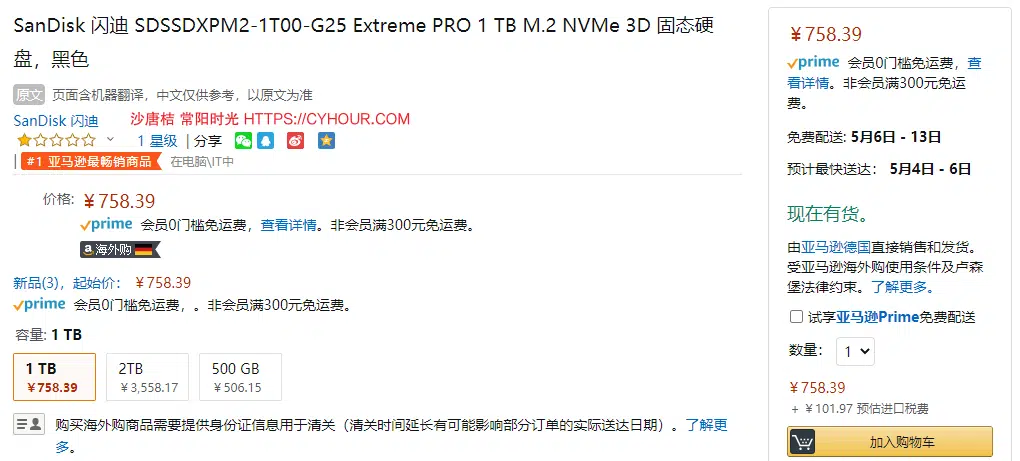 SanDisk 闪迪 SDSSDXPM2-1T00-G25 Extreme PRO 1 TB M.2 NVMe 3D 固态硬
盘，黑色
原文 页面含机器翻译，中文仅供参考，以原文为准
SanDisk 闪迪 沙唐桔 常阳时光 HTTPS://CYHOUR.COM
1 星级 | 分享
| #1 亚马逊最畅销商品 在电脑\IT中
价格: ￥758.39
prime 会员0门槛免运费，查看详情。非会员满300元免运费。
a 海外购
新品(3)，起始价： ￥758.39
prime 会员0门槛免运费，。非会员满300元免运费。
容量: 1 TB
1 TB 2TB 500 GB
￥758.39 ￥3,558.17 ￥506.15
购买海外购商品需要提供身份证信息用于清关（清关时间延长有可能影响部分订单的实际送达日期）。了解更
多。
￥758.39
prime 会员0门槛免运费，查
看详情。非会员满300元免运
费。
免费配送: 5月6日 - 13日
预计最快送达： 5月4日 - 6日
现在有货。
由亚马逊德国直接销售和发货。
受亚马逊海外购使用条件及卢森
堡法律约束。了解更多。
试享亚马逊Prime免费配送
数量： 1
￥758.39
+ ￥101.97 预估进口税费
加入购物车